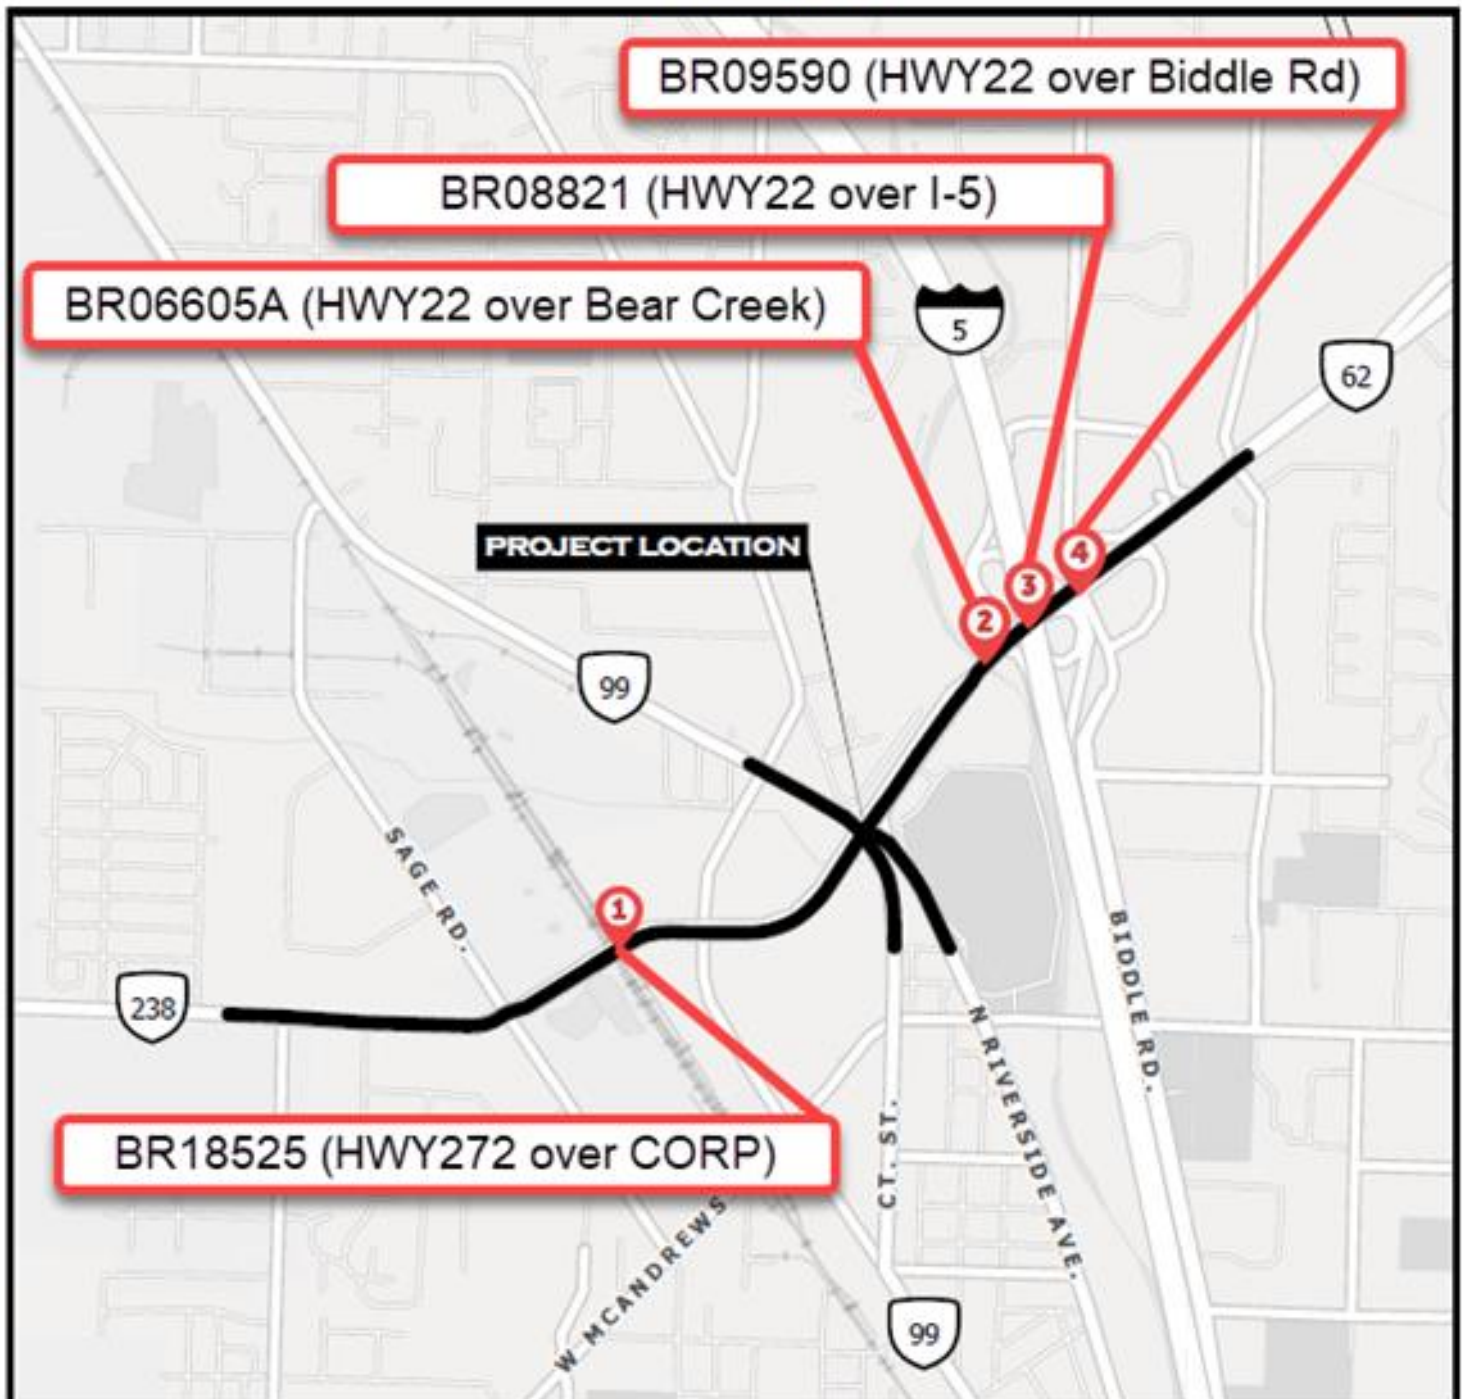 BR09590 (HWY22 over Biddle Rd)
BR08821 (HWY22 over I-5)
BR06605A (HWY22 over Bear Creek)
5
62
PROJECT LOCATION
4
3
2
99
SAGE RD.
1
BIDDLE RD.
238
N RIVERSIDE AVE.
CT. ST.
BR18525 (HWY272 over CORP)
W MCANDREWS
99